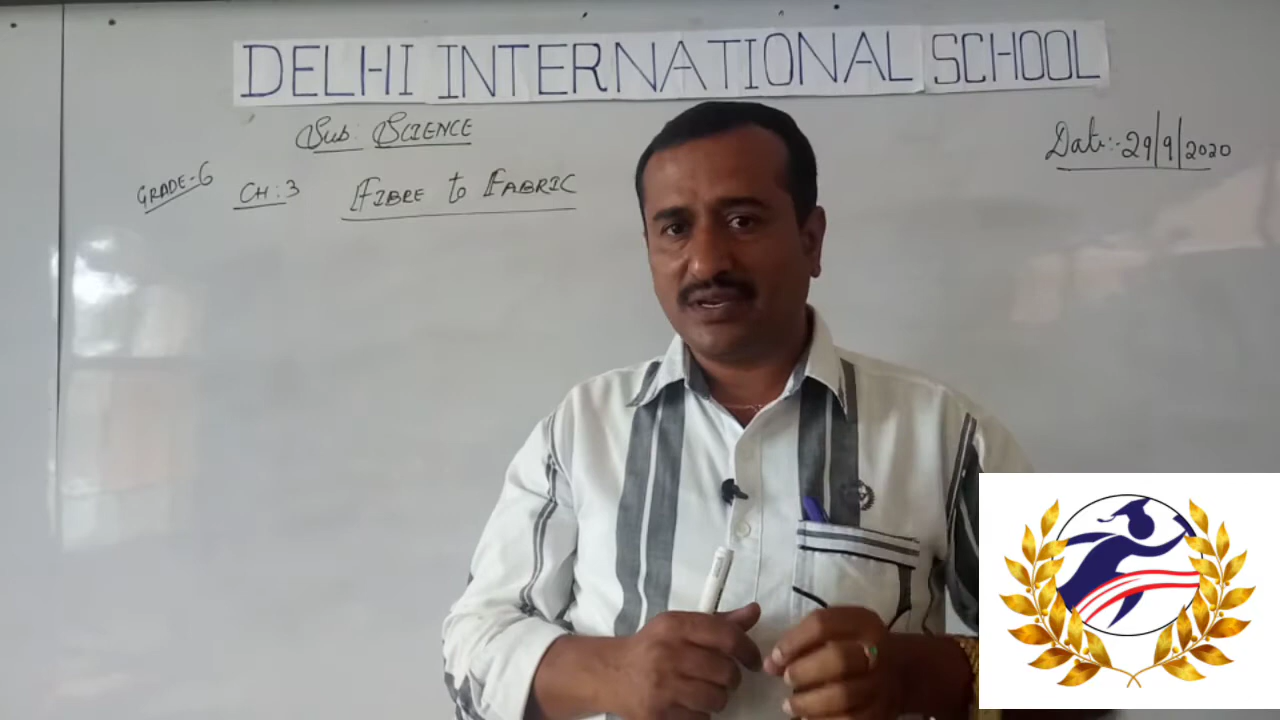 DELHI INTERNATIONAL SCHOOL
Sub: SCIENCE
Date:- 29/9/2020
GRADE-6 CH:3 FIBRE to FABRIC